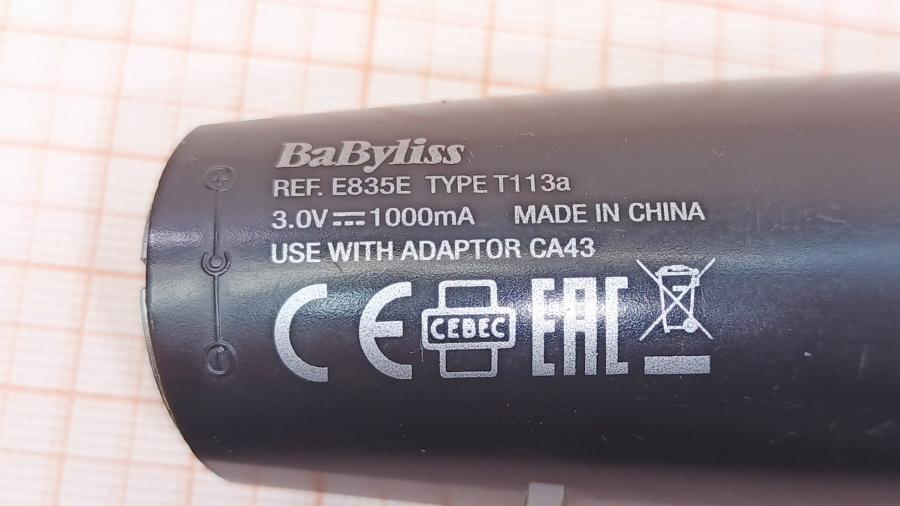 BaByliss
REF. E835E TYPE T113a
3.0V ⎓ 1000mA MADE IN CHINA
USE WITH ADAPTOR CA43
CE CEBEC EAC